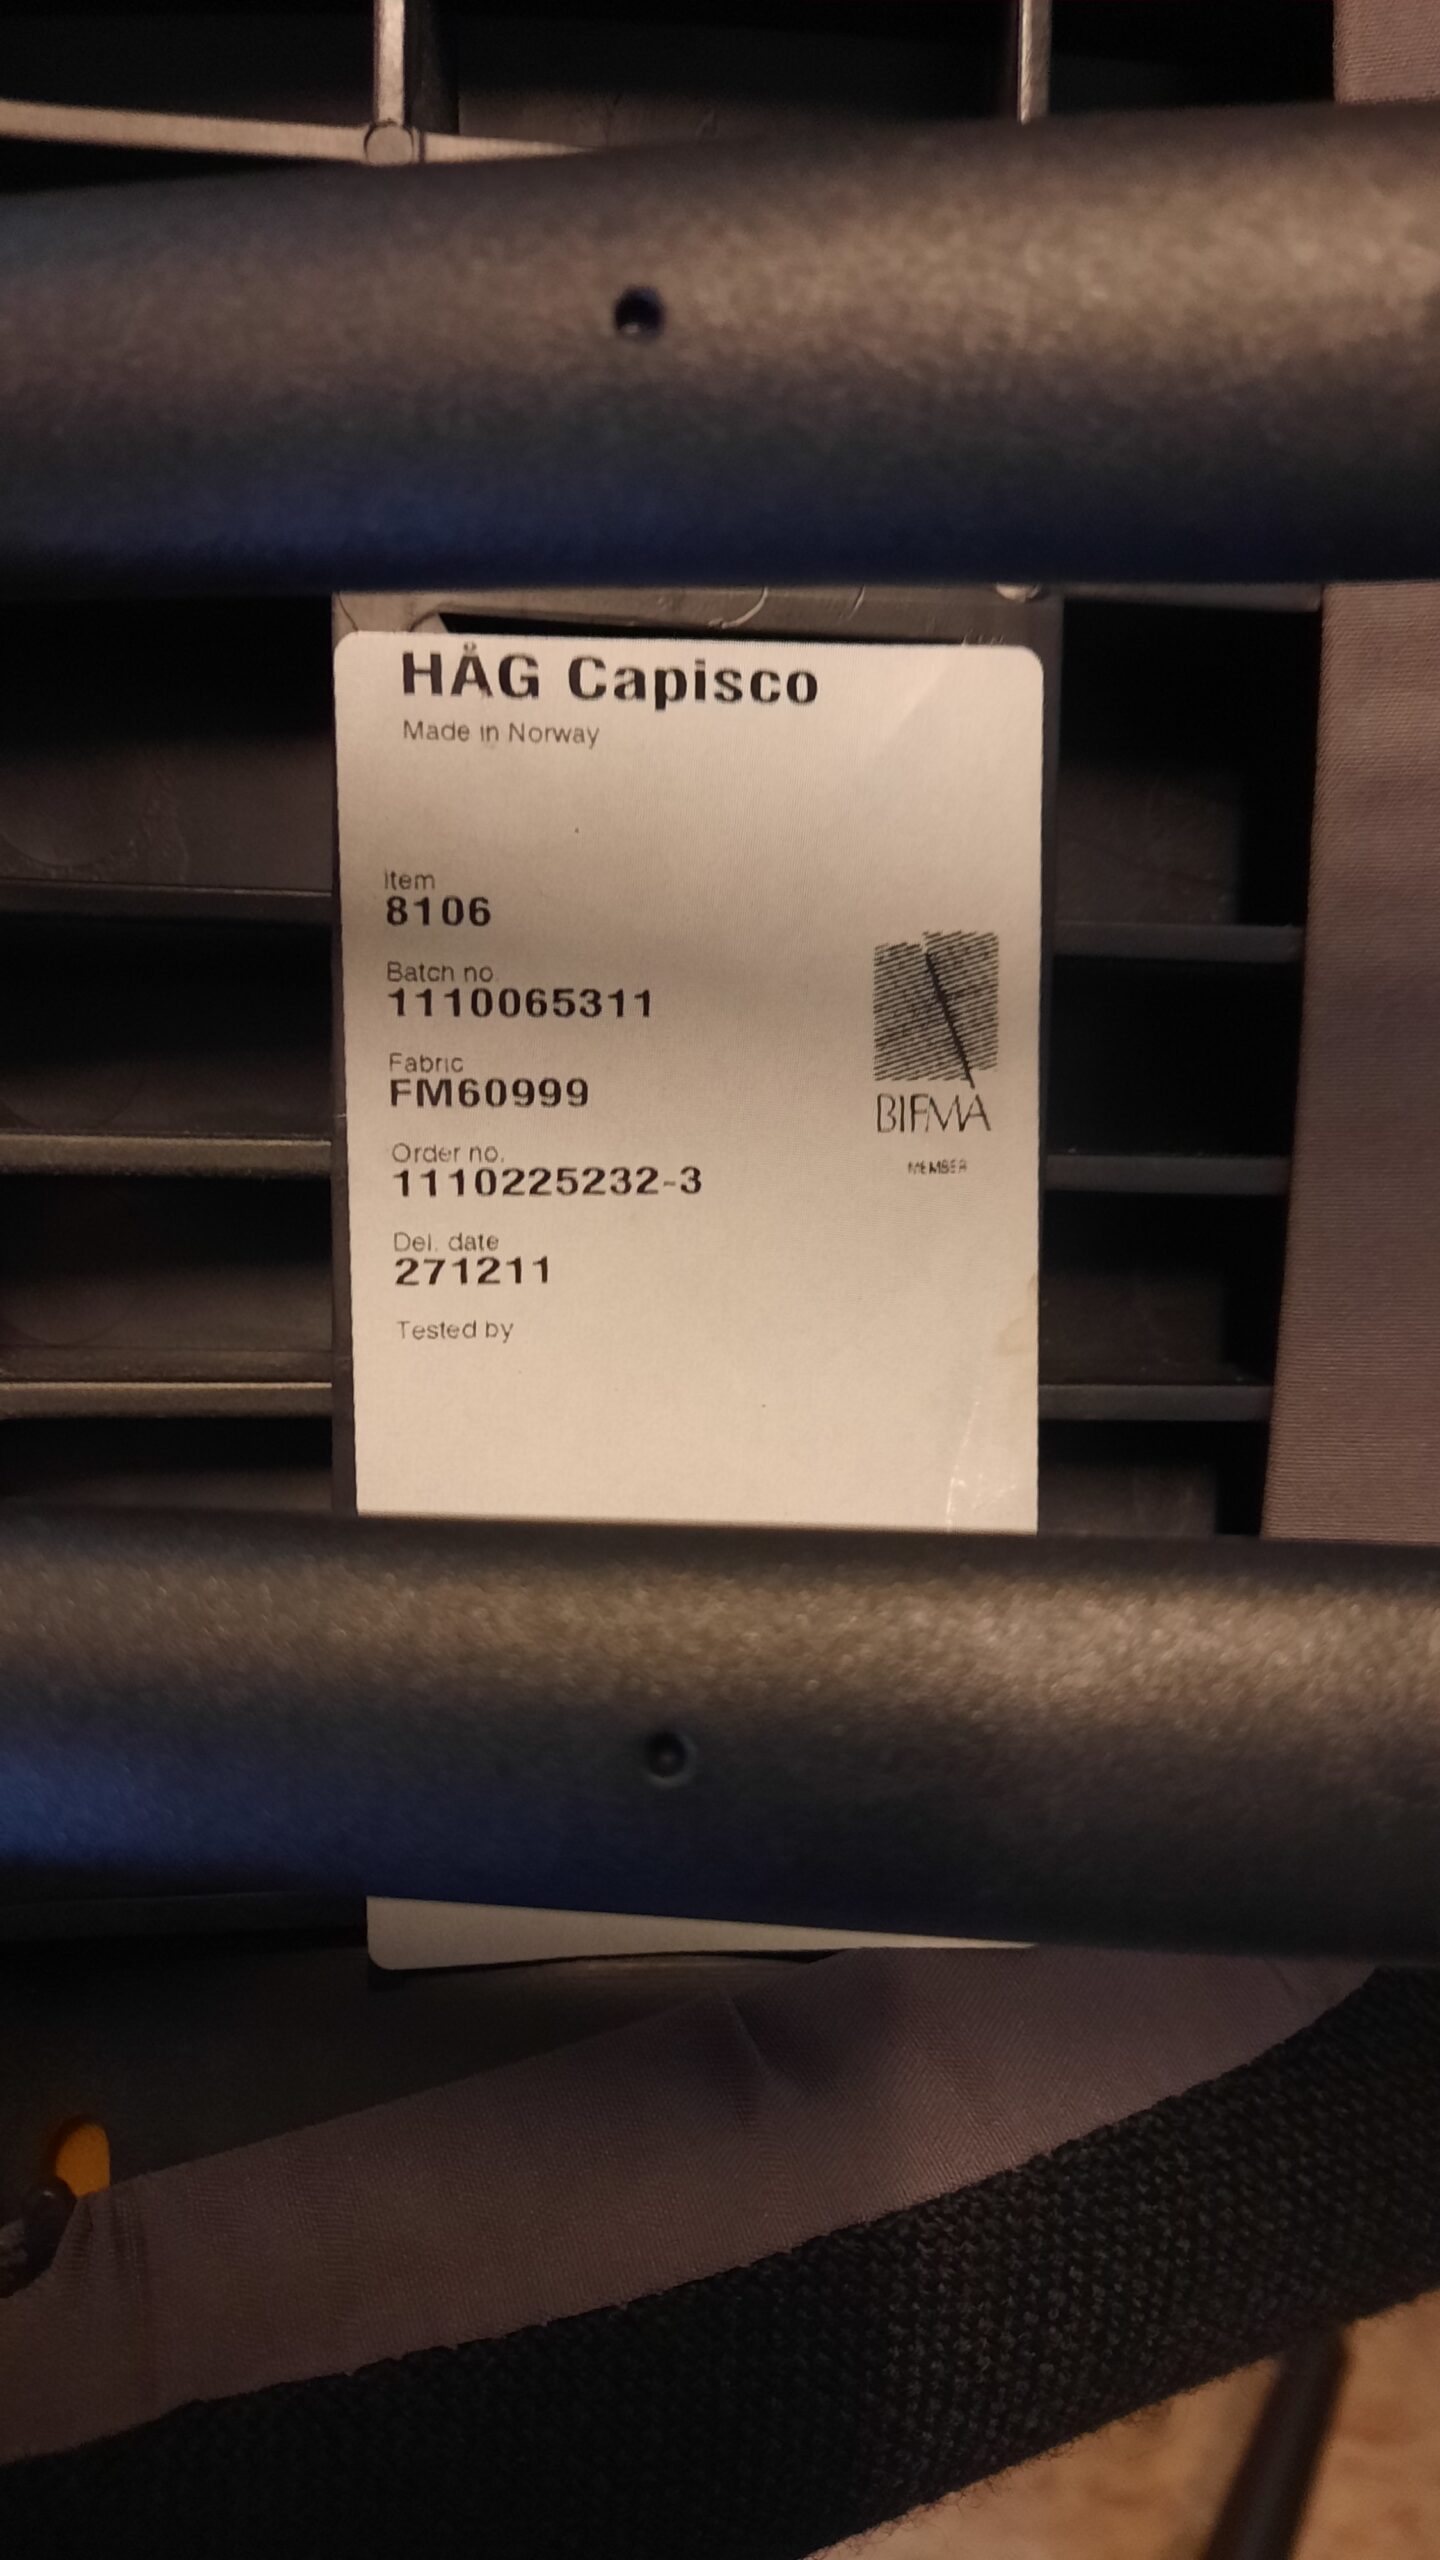 HÅG Capisco
Made in Norway
Item
8106
Batch no.
1110065311
Fabric
FM60999
Order no.
1110225232-3
Del. date
271211
Tested by
BIFMA
MEMBER